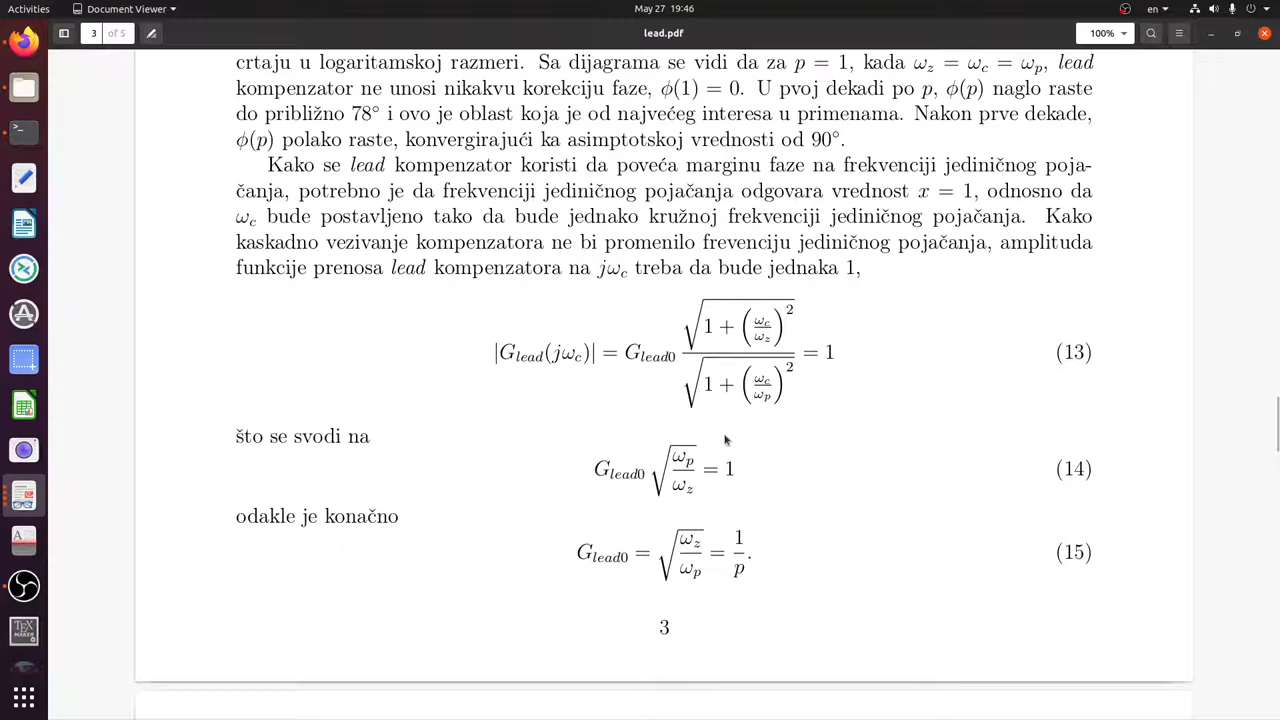 Activities
Document Viewer
May 27 19:46
en
3 of 5
lead.pdf
100%
crtaju u logaritamskoj razmeri. Sa dijagrama se vidi da za p = 1, kada ω_z = ω_c = ω_p, lead
kompenzator ne unosi nikakvu korekciju faze, ϕ(1) = 0. U pvoj dekadi po p, ϕ(p) naglo raste
do približno 78° i ovo je oblast koja je od najvećeg interesa u primenama. Nakon prve dekade,
ϕ(p) polako raste, konvergirajući ka asimptotskoj vrednosti od 90°.
Kako se lead kompenzator koristi da poveća marginu faze na frekvenciji jediničnog poja-
čanja, potrebno je da frekvenciji jediničnog pojačanja odgovara vrednost x = 1, odnosno da
ω_c bude postavljeno tako da bude jednako kružnoj frekvenciji jediničnog pojačanja. Kako
kaskadno vezivanje kompenzatora ne bi promenilo frevenciju jediničnog pojačanja, amplituda
funkcije prenosa lead kompenzatora na jω_c treba da bude jednaka 1,
|G_lead(jω_c)| = G_lead0 √(1 + (ω_c/ω_z)²) / √(1 + (ω_c/ω_p)²) = 1 (13)
što se svodi na
G_lead0 √(ω_p/ω_z) = 1 (14)
odakle je konačno
G_lead0 = √(ω_z/ω_p) = 1/p. (15)
3